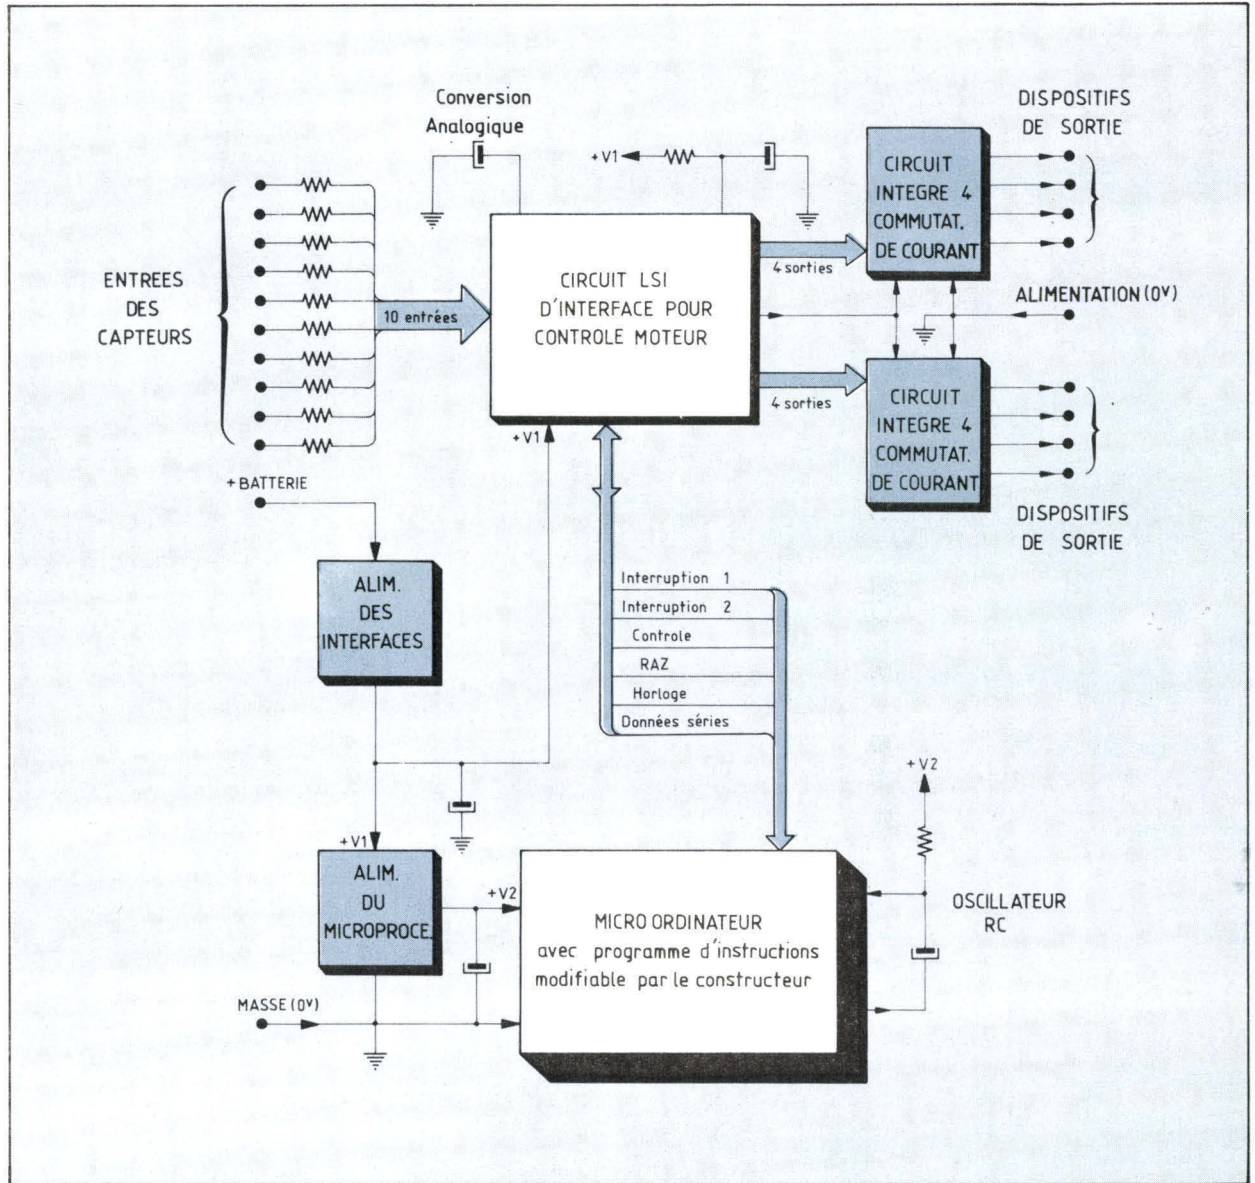 Conversion
Analogique
+V1
DISPOSITIFS
DE SORTIE
CIRCUIT
INTEGRE 4
COMMUTAT.
DE COURANT
ENTREES
DES
CAPTEURS
10 entrées
CIRCUIT LSI
D'INTERFACE POUR
CONTROLE MOTEUR
4 sorties
ALIMENTATION (0V)
4 sorties
CIRCUIT
INTEGRE 4
COMMUTAT.
DE COURANT
+V1
+BATTERIE
DISPOSITIFS
DE SORTIE
ALIM.
DES
INTERFACES
Interruption 1
Interruption 2
Controle
RAZ
Horloge
Données séries
+V2
+V1
ALIM.
DU
MICROPROCE.
+V2
MICRO ORDINATEUR
avec programme d'instructions
modifiable par le constructeur
OSCILLATEUR
RC
MASSE (0V)